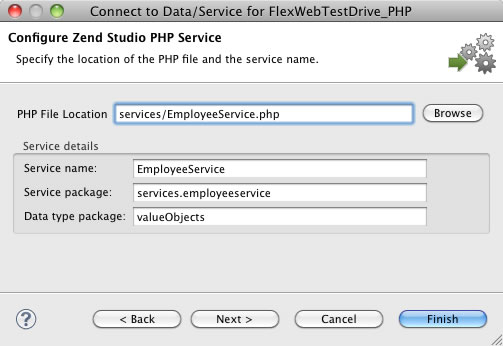 Connect to Data/Service for FlexWebTestDrive_PHP
Configure Zend Studio PHP Service
Specify the location of the PHP file and the service name.
PHP File Location services/EmployeeService.php Browse
Service details
Service name: EmployeeService
Service package: services.employeeservice
Data type package: valueObjects
? < Back Next > Cancel Finish